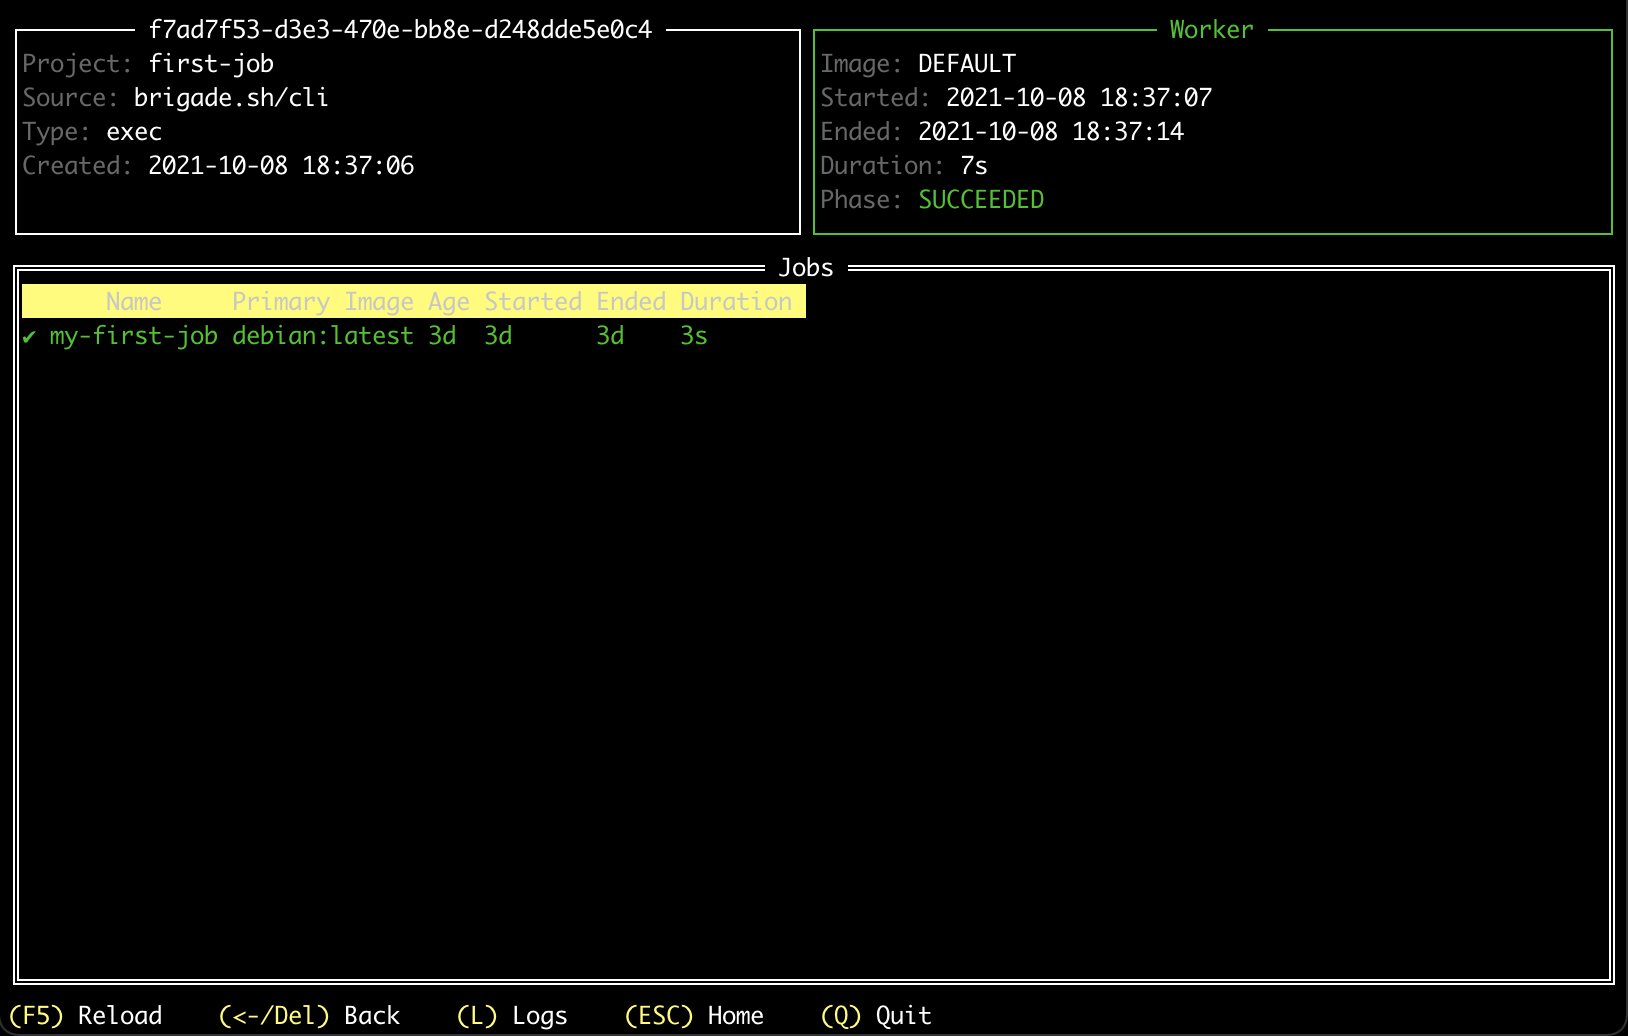 f7ad7f53-d3e3-470e-bb8e-d248dde5e0c4
Project: first-job
Source: brigade.sh/cli
Type: exec
Created: 2021-10-08 18:37:06
Worker
Image: DEFAULT
Started: 2021-10-08 18:37:07
Ended: 2021-10-08 18:37:14
Duration: 7s
Phase: SUCCEEDED
Jobs
Name Primary Image Age Started Ended Duration
✔ my-first-job debian:latest 3d 3d 3d 3s
(F5) Reload (<-/Del) Back (L) Logs (ESC) Home (Q) Quit